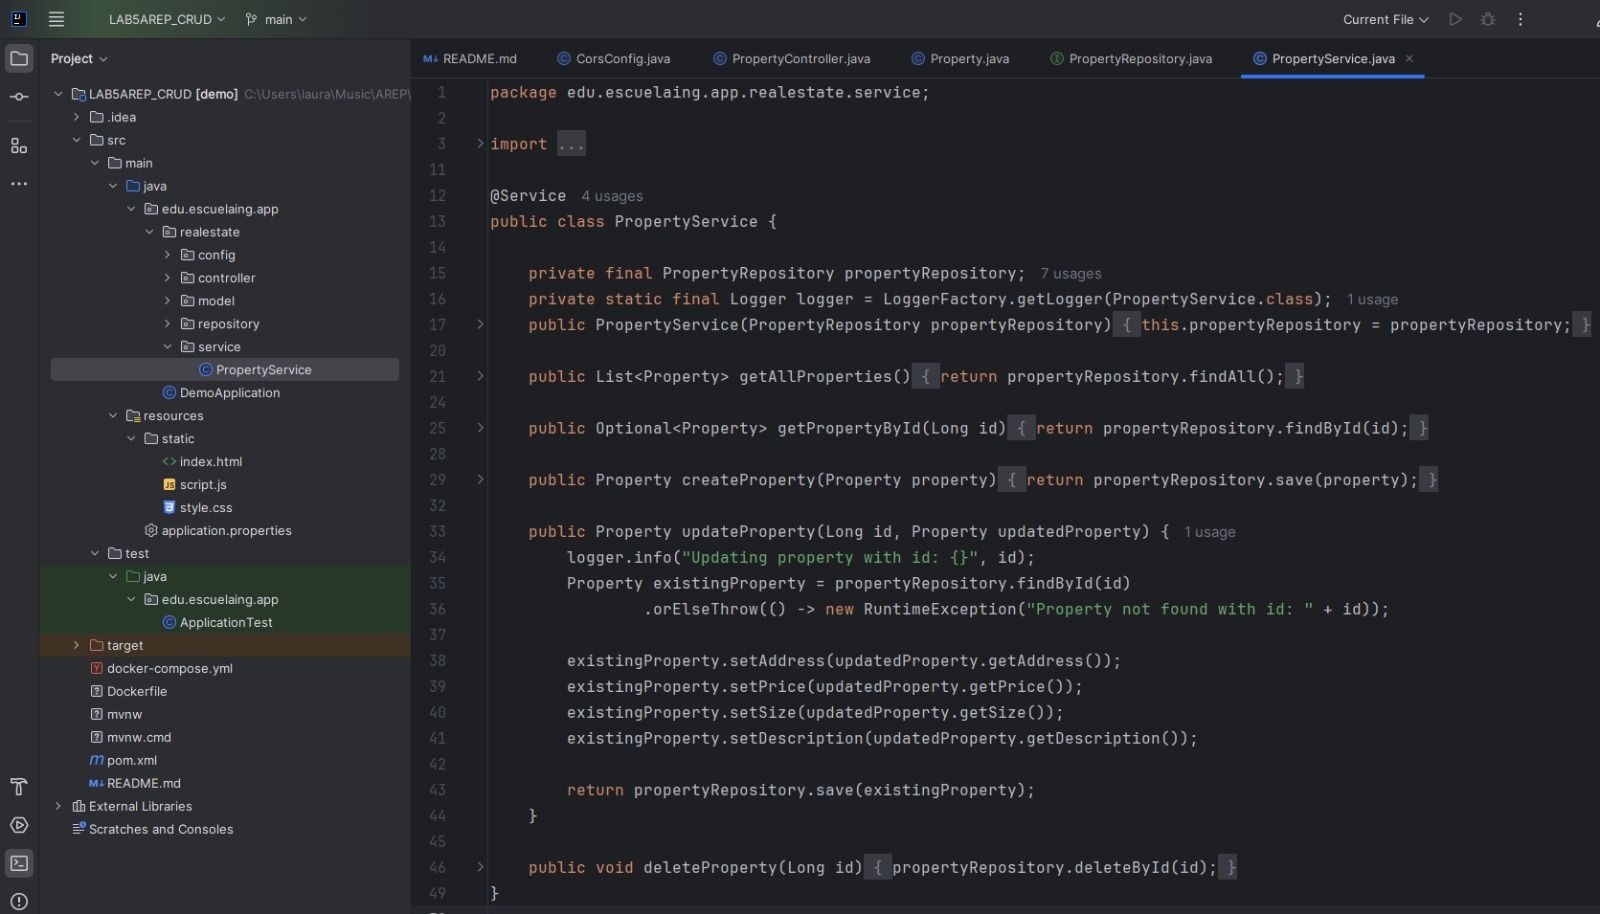 LAB5AREP_CRUD main Current File
Project
README.md CorsConfig.java PropertyController.java Property.java PropertyRepository.java PropertyService.java
LAB5AREP_CRUD [demo] C:\Users\laura\Music\AREP\
.idea
src
main
java
edu.escuelaing.app
realestate
config
controller
model
repository
service
PropertyService
DemoApplication
resources
static
index.html
script.js
style.css
application.properties
test
java
edu.escuelaing.app
ApplicationTest
target
docker-compose.yml
Dockerfile
mvnw
mvnw.cmd
pom.xml
README.md
External Libraries
Scratches and Consoles
1 package edu.escuelaing.app.realestate.service;
2
3 import ...
11
12 @Service 4 usages
13 public class PropertyService {
14
15 private final PropertyRepository propertyRepository; 7 usages
16 private static final Logger logger = LoggerFactory.getLogger(PropertyService.class); 1 usage
17 public PropertyService(PropertyRepository propertyRepository) { this.propertyRepository = propertyRepository; }
20
21 public List<Property> getAllProperties() { return propertyRepository.findAll(); }
24
25 public Optional<Property> getPropertyById(Long id) { return propertyRepository.findById(id); }
28
29 public Property createProperty(Property property) { return propertyRepository.save(property); }
32
33 public Property updateProperty(Long id, Property updatedProperty) { 1 usage
34 logger.info("Updating property with id: {}", id);
35 Property existingProperty = propertyRepository.findById(id)
36 .orElseThrow(() -> new RuntimeException("Property not found with id: " + id));
37
38 existingProperty.setAddress(updatedProperty.getAddress());
39 existingProperty.setPrice(updatedProperty.getPrice());
40 existingProperty.setSize(updatedProperty.getSize());
41 existingProperty.setDescription(updatedProperty.getDescription());
42
43 return propertyRepository.save(existingProperty);
44 }
45
46 public void deleteProperty(Long id) { propertyRepository.deleteById(id); }
49 }